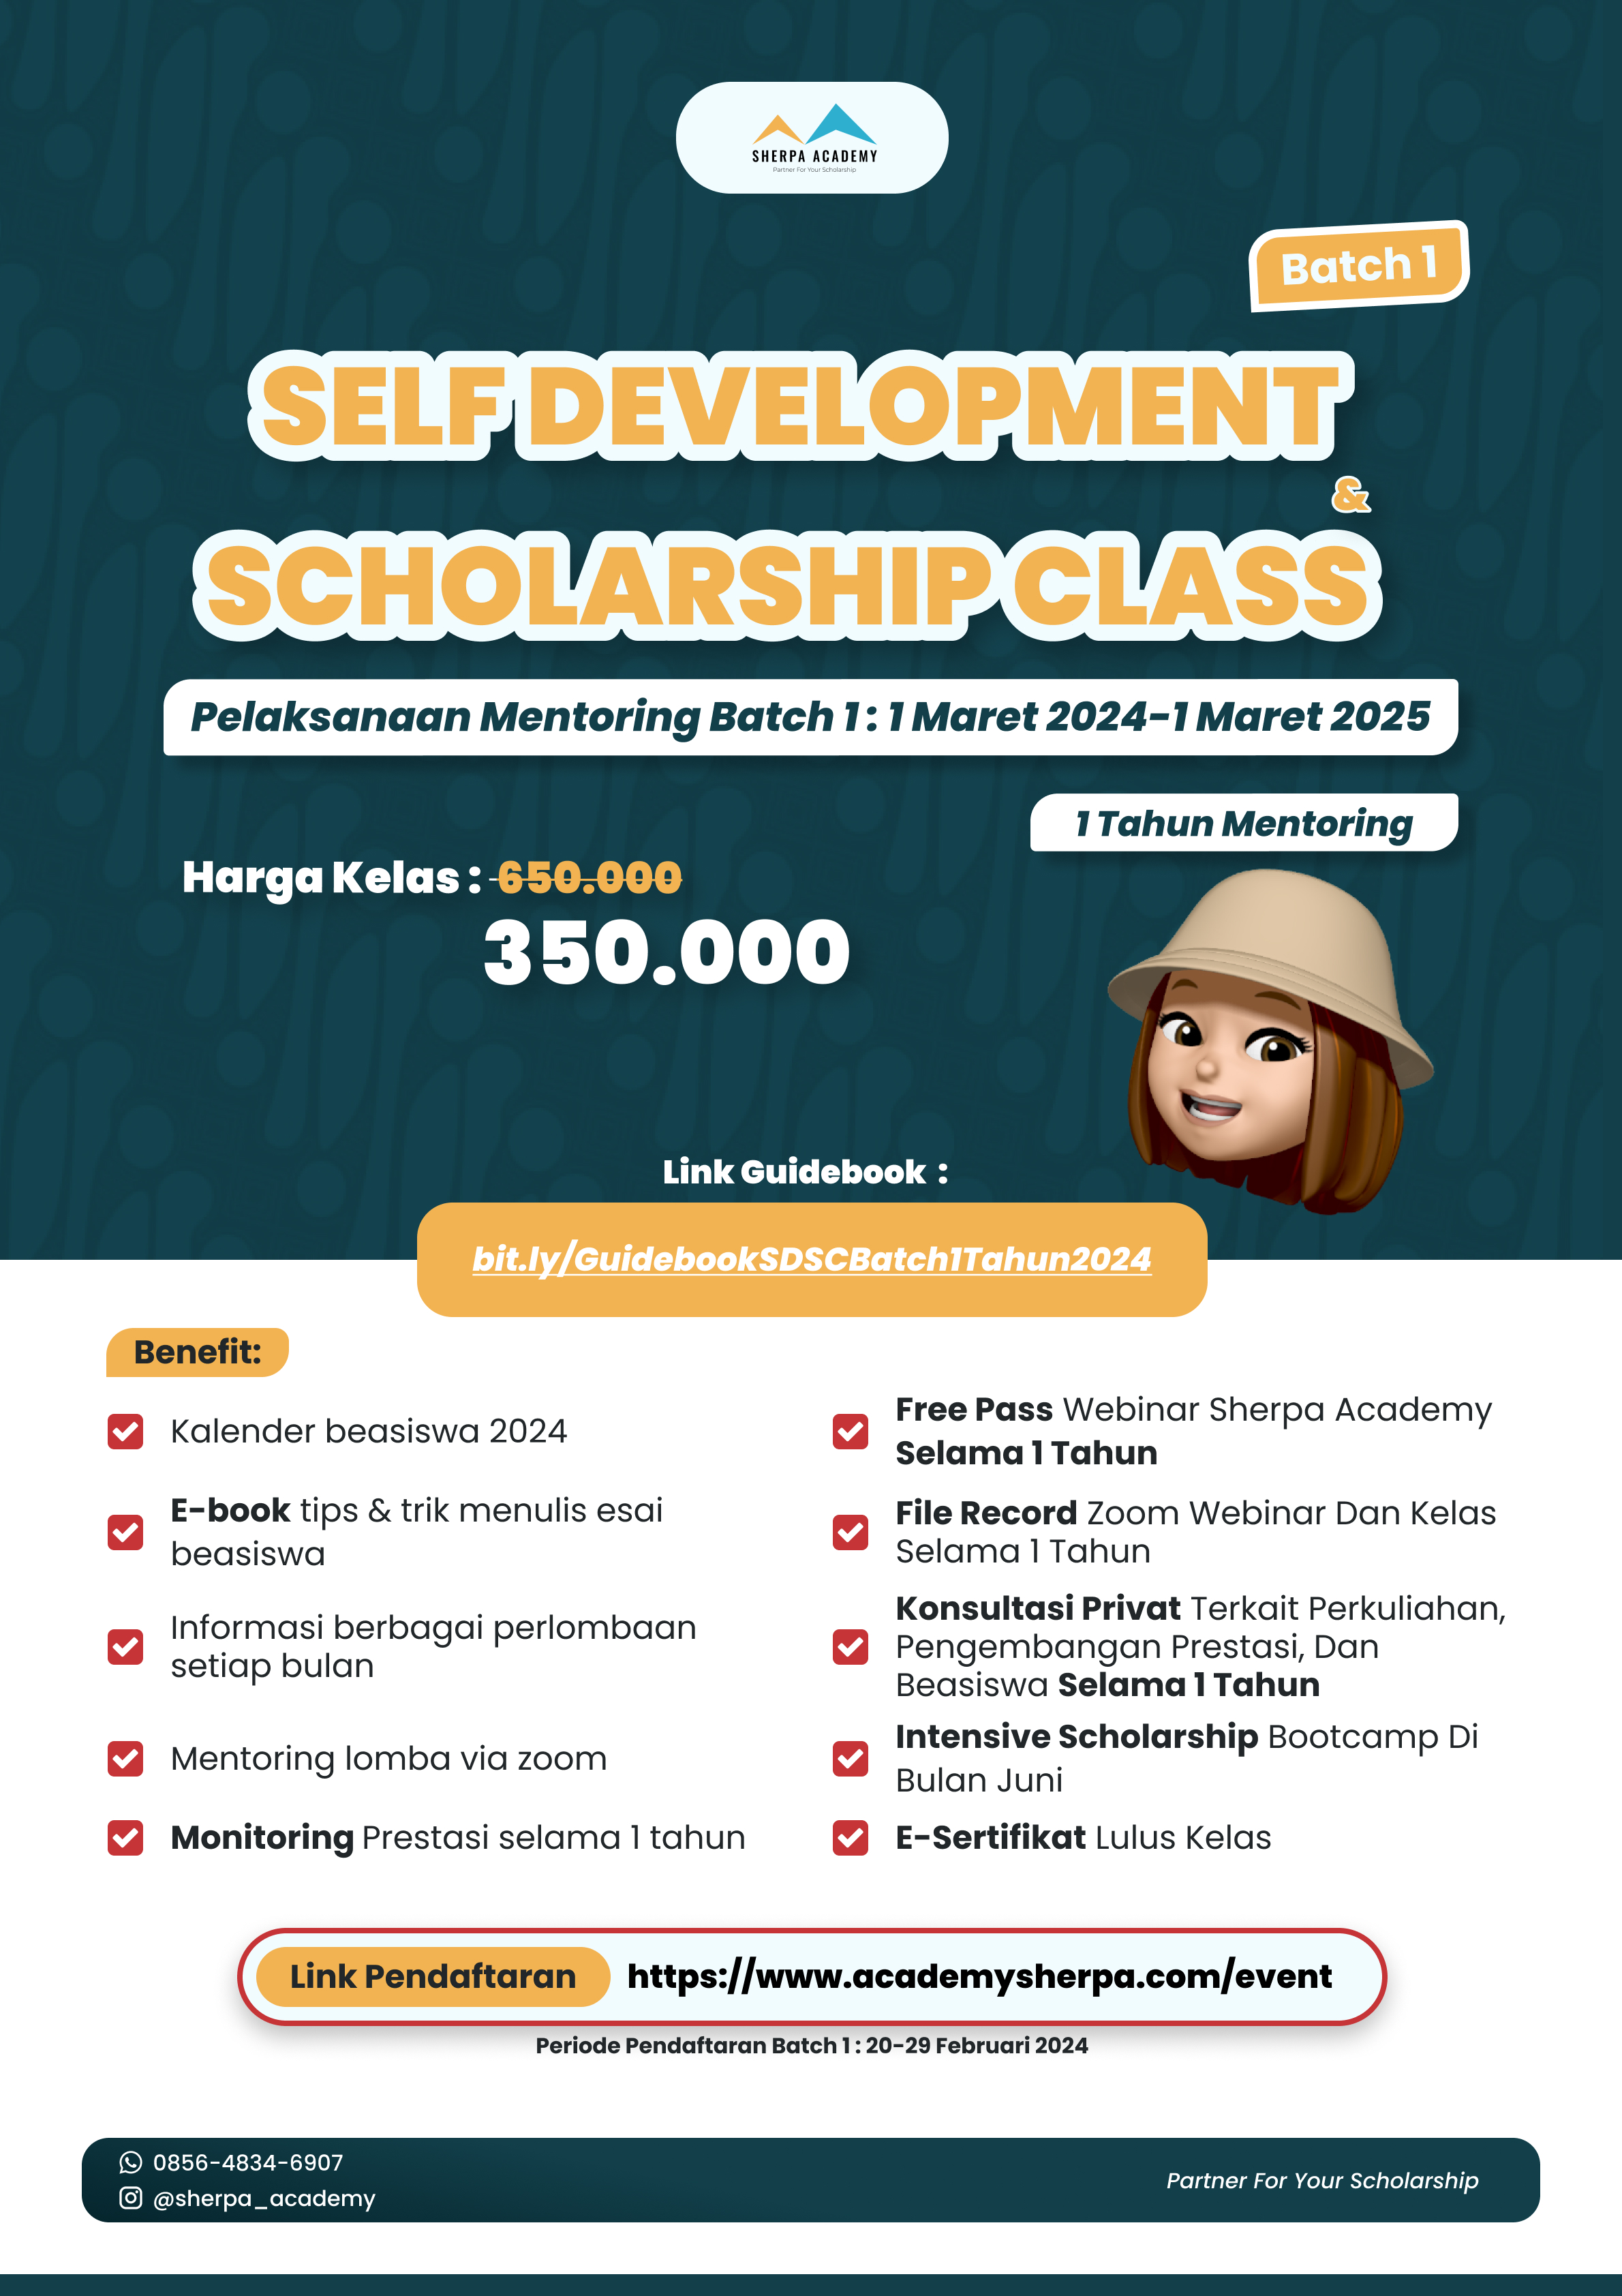 SHERPA ACADEMY
Partner For Your Scholarship
Batch 1
SELF DEVELOPMENT
&
SCHOLARSHIP CLASS
Pelaksanaan Mentoring Batch 1 : 1 Maret 2024-1 Maret 2025
1 Tahun Mentoring
Harga Kelas : 650.000
350.000
Link Guidebook :
bit.ly/GuidebookSDSCBatch1Tahun2024
Benefit:
Kalender beasiswa 2024
E-book tips & trik menulis esai
beasiswa
Informasi berbagai perlombaan
setiap bulan
Mentoring lomba via zoom
Monitoring Prestasi selama 1 tahun
Free Pass Webinar Sherpa Academy
Selama 1 Tahun
File Record Zoom Webinar Dan Kelas
Selama 1 Tahun
Konsultasi Privat Terkait Perkuliahan,
Pengembangan Prestasi, Dan
Beasiswa Selama 1 Tahun
Intensive Scholarship Bootcamp Di
Bulan Juni
E-Sertifikat Lulus Kelas
Link Pendaftaran https://www.academysherpa.com/event
Periode Pendaftaran Batch 1 : 20-29 Februari 2024
0856-4834-6907
@sherpa_academy
Partner For Your Scholarship